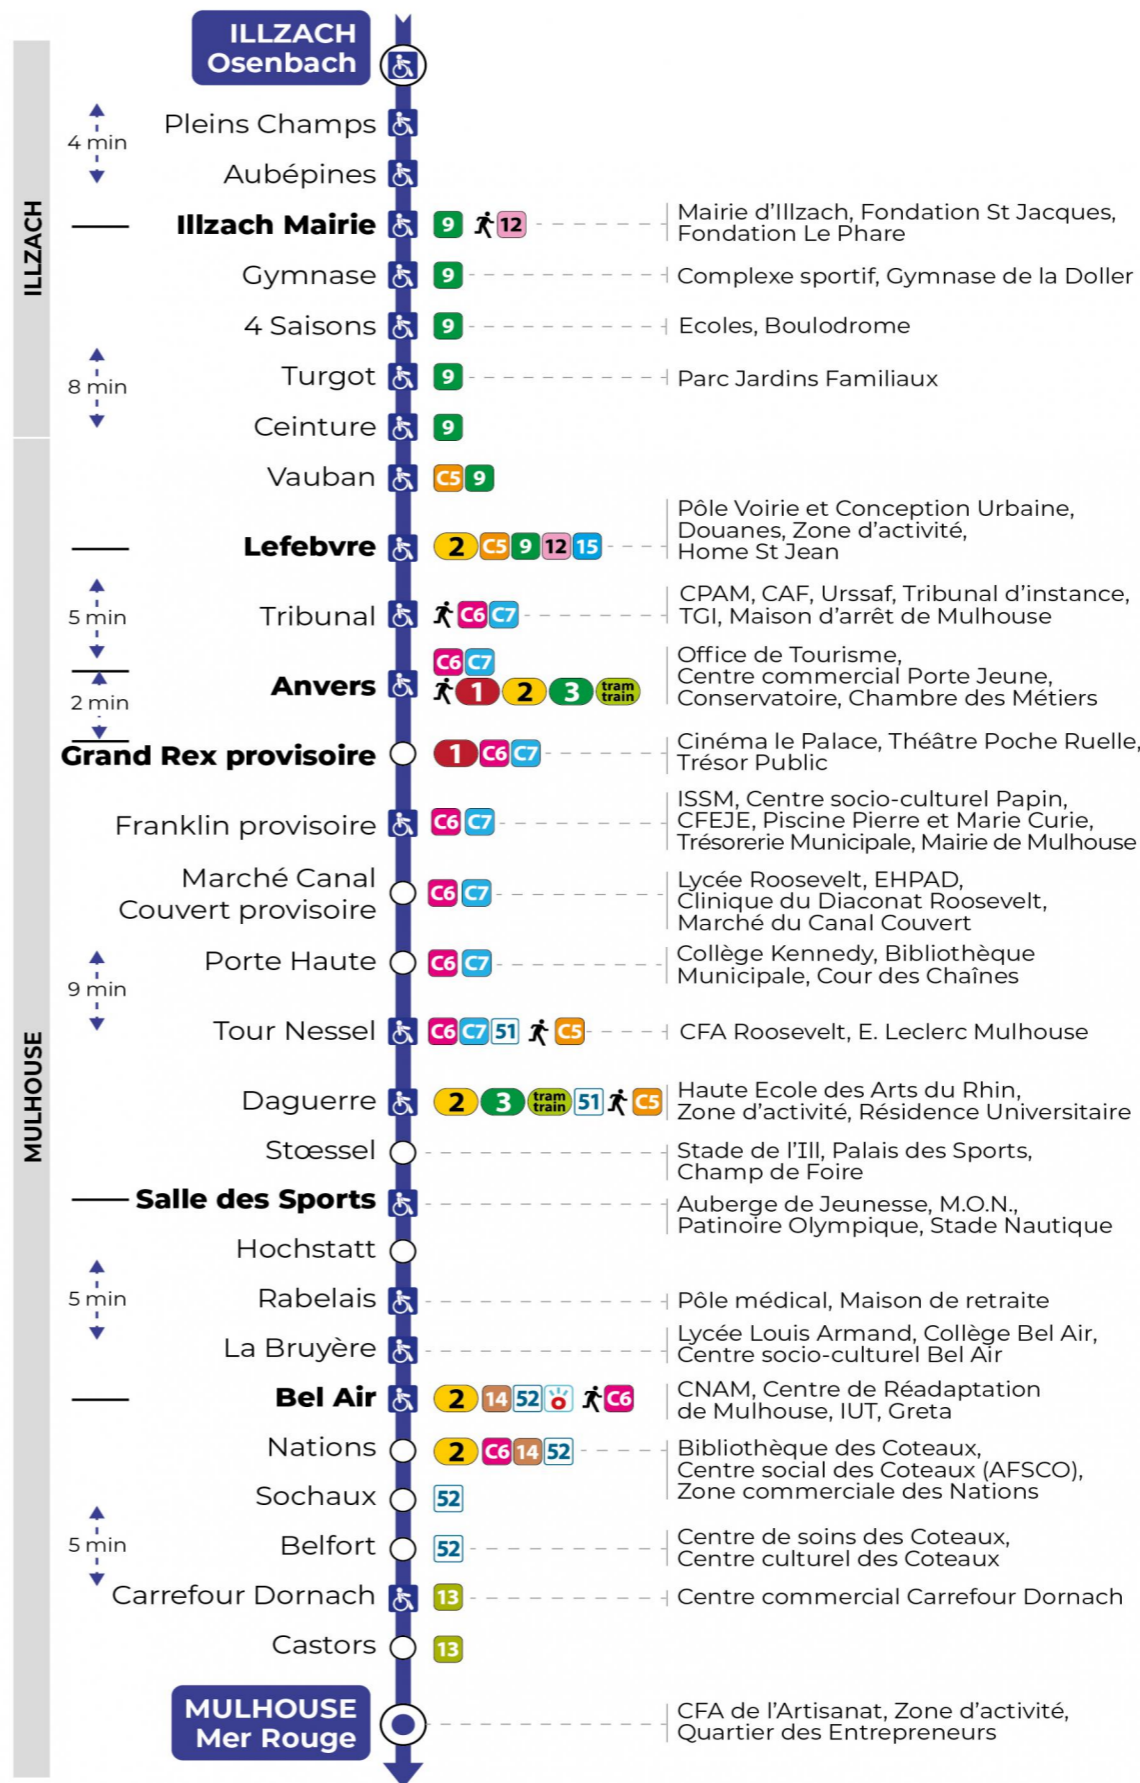 ILLZACH
Osenbach
ILLZACH
4 min
Pleins Champs
Aubépines
Illzach Mairie 9 12
Mairie d'Illzach, Fondation St Jacques,
Fondation Le Phare
Gymnase 9 Complexe sportif, Gymnase de la Doller
4 Saisons 9 Ecoles, Boulodrome
8 min
Turgot 9 Parc Jardins Familiaux
Ceinture 9
MULHOUSE
Vauban C5 9
Lefebvre 2 C5 9 12 15
Pôle Voirie et Conception Urbaine,
Douanes, Zone d'activité,
Home St Jean
5 min
Tribunal C6 C7
CPAM, CAF, Urssaf, Tribunal d'instance,
TGI, Maison d'arrêt de Mulhouse
Anvers
C6 C7
1 2 3 tram
train
Office de Tourisme,
Centre commercial Porte Jeune,
Conservatoire, Chambre des Métiers
2 min
Grand Rex provisoire 1 C6 C7
Cinéma le Palace, Théâtre Poche Ruelle,
Trésor Public
Franklin provisoire C6 C7
ISSM, Centre socio-culturel Papin,
CFEJE, Piscine Pierre et Marie Curie,
Trésorerie Municipale, Mairie de Mulhouse
Marché Canal
Couvert provisoire
C6 C7
Lycée Roosevelt, EHPAD,
Clinique du Diaconat Roosevelt,
Marché du Canal Couvert
9 min
Porte Haute C6 C7
Collège Kennedy, Bibliothèque
Municipale, Cour des Chaînes
Tour Nessel C6 C7 51 C5 CFA Roosevelt, E. Leclerc Mulhouse
Daguerre 2 3 tram
train 51 C5
Haute Ecole des Arts du Rhin,
Zone d'activité, Résidence Universitaire
Stœssel
Stade de l'Ill, Palais des Sports,
Champ de Foire
Salle des Sports
Auberge de Jeunesse, M.O.N.,
Patinoire Olympique, Stade Nautique
Hochstatt
5 min
Rabelais Pôle médical, Maison de retraite
La Bruyère
Lycée Louis Armand, Collège Bel Air,
Centre socio-culturel Bel Air
Bel Air 2 14 52 C6
CNAM, Centre de Réadaptation
de Mulhouse, IUT, Greta
Nations 2 C6 14 52
Bibliothèque des Coteaux,
Centre social des Coteaux (AFSCO),
Zone commerciale des Nations
Sochaux 52
5 min
Belfort 52
Centre de soins des Coteaux,
Centre culturel des Coteaux
Carrefour Dornach 13 Centre commercial Carrefour Dornach
Castors 13
MULHOUSE
Mer Rouge
CFA de l'Artisanat, Zone d'activité,
Quartier des Entrepreneurs